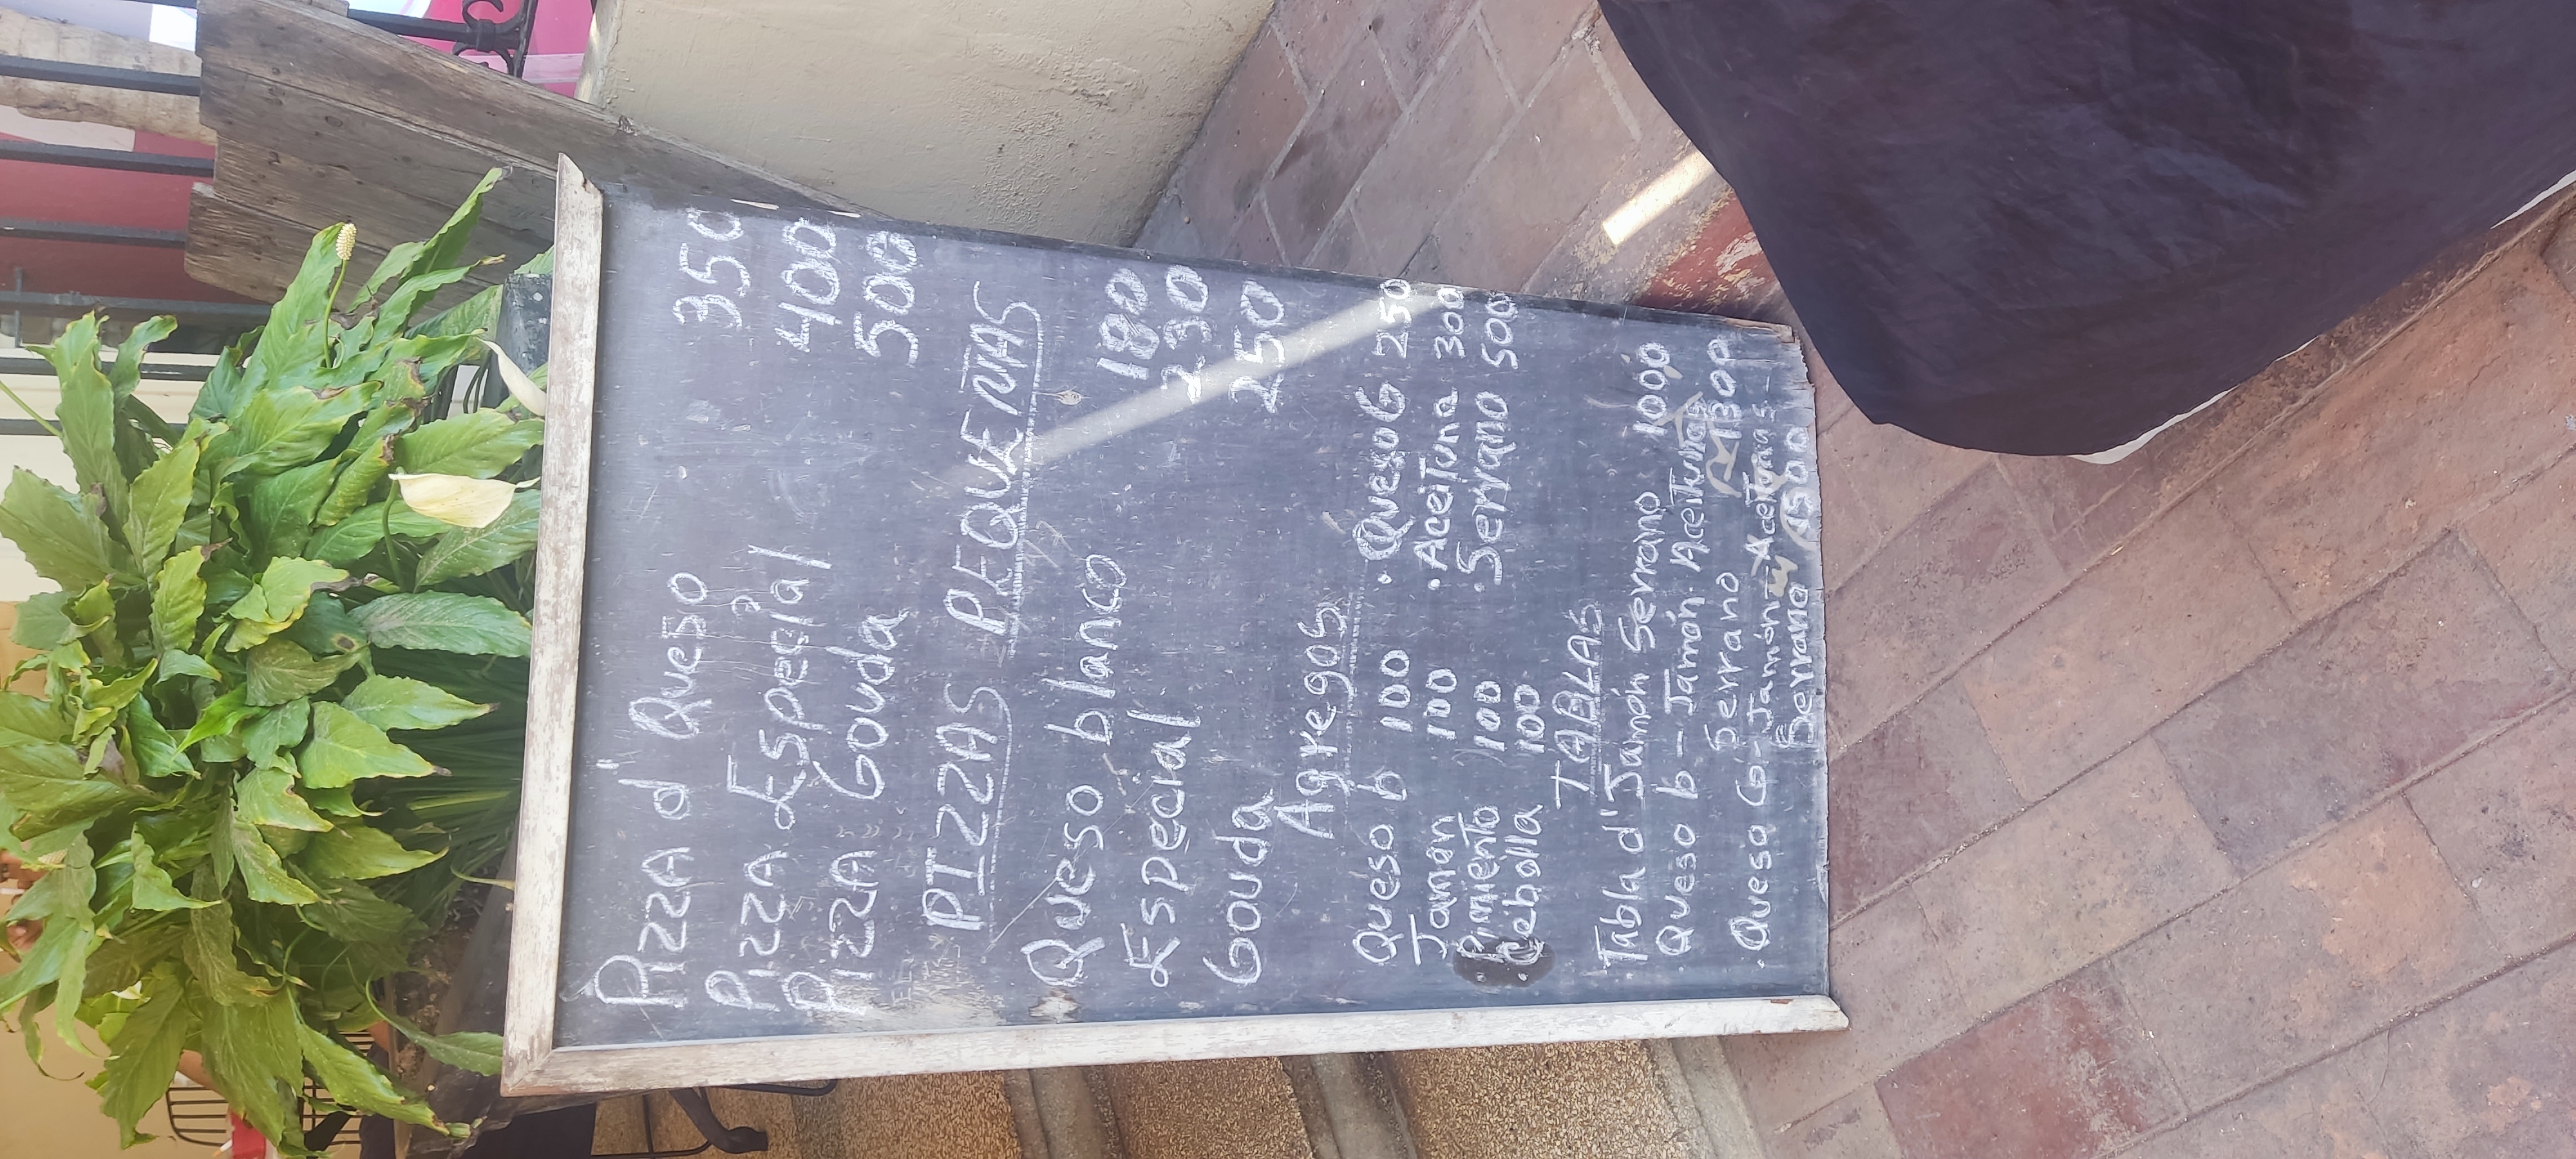 Pizza d' Queso 350
Pizza Especial 400
Pizza Gouda 500
PIZZAS PEQUEÑAS
Queso blanco 180
Especial 230
Gouda 250
Agregos
Queso b 100 · Queso G 250
Jamón 100 · Aceituna 300
· Pimiento 100 · Serrano 500
· Cebolla 100
TABLAS
· Tabla d' Jamón Serrano 1000
· Queso b - Jamón - Aceitunas
Serrano 1300
· Queso G - Jamón - Aceitunas -
Serrano 1500